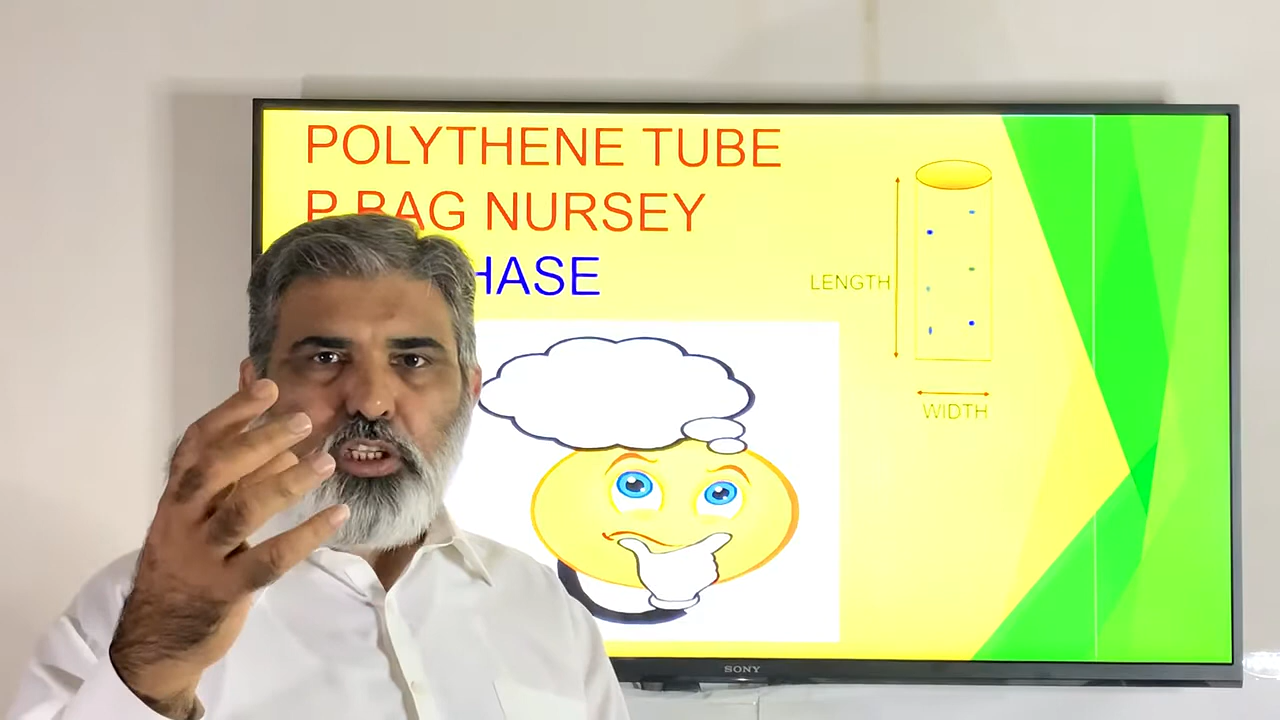 POLYTHENE TUBE
P BAG NURSEY
HASE
LENGTH
WIDTH
SONY